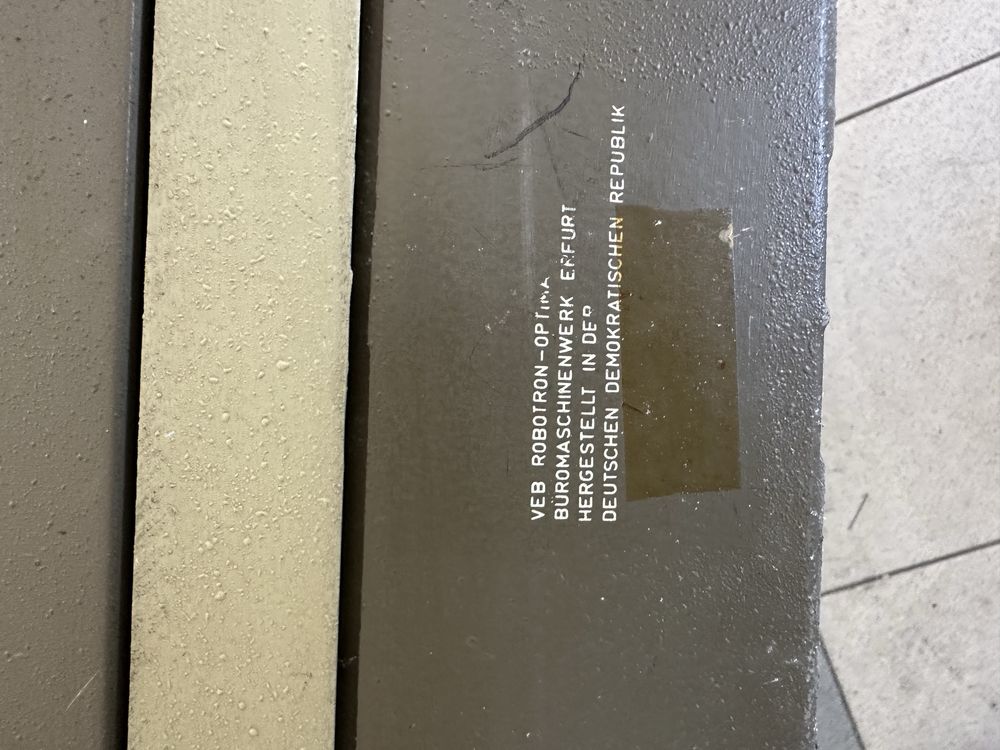 VEB ROBOTRON-OPTIMA
BÜROMASCHINENWERK ERFURT
HERGESTELLT IN DER
DEUTSCHEN DEMOKRATISCHEN REPUBLIK